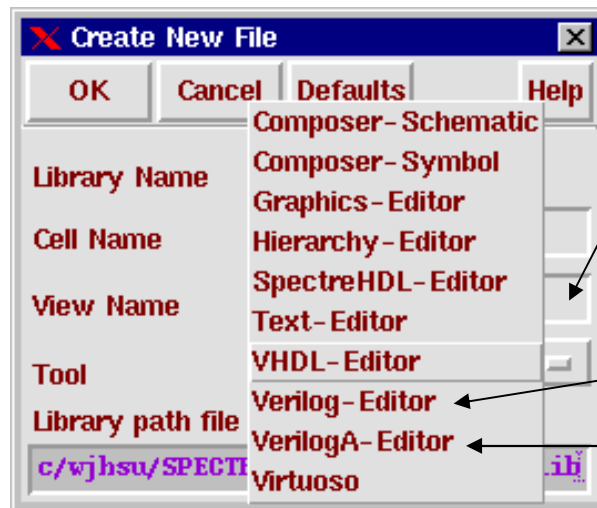 Create New File
OK Cancel Defaults Help
Composer-Schematic
Library Name
Composer-Symbol
Graphics-Editor
Cell Name
Hierarchy-Editor
SpectreHDL-Editor
View Name
Text-Editor
Tool
VHDL-Editor
Verilog-Editor
Library path file
VerilogA-Editor
c/wjhsu/SPECTR .lib
Virtuoso